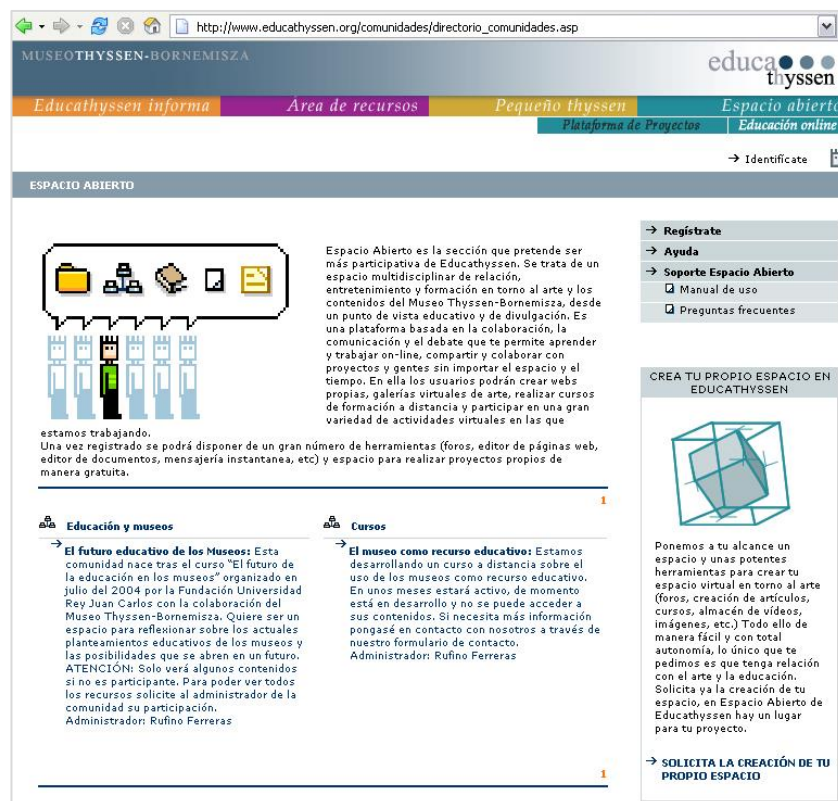 http://www.educathyssen.org/comunidades/directorio_comunidades.asp
MUSEOTHYSSEN-BORNEMISZA
educa
thyssen
Educathyssen informa
Área de recursos
Pequeño thyssen
Espacio abierto
Plataforma de Proyectos
Educación online
Identifícate
ESPACIO ABIERTO
Espacio Abierto es la sección que pretende ser
más participativa de Educathyssen. Se trata de un
espacio multidisciplinar de relación,
entretenimiento y formación en torno al arte y los
contenidos del Museo Thyssen-Bornemisza, desde
un punto de vista educativo y de divulgación. Es
una plataforma basada en la colaboración, la
comunicación y el debate que te permite aprender
y trabajar on-line, compartir y colaborar con
proyectos y gentes sin importar el espacio y el
tiempo. En ella los usuarios podrán crear webs
propias, galerías virtuales de arte, realizar cursos
de formación a distancia y participar en una gran
variedad de actividades virtuales en las que
estamos trabajando.
Una vez registrado se podrá disponer de un gran número de herramientas (foros, editor de páginas web,
editor de documentos, mensajería instantanea, etc) y espacio para realizar proyectos propios de
manera gratuita.
1
Educación y museos
El futuro educativo de los Museos: Esta
comunidad nace tras el curso "El futuro de
la educación en los museos" organizado en
julio del 2004 por la Fundación Universidad
Rey Juan Carlos con la colaboración del
Museo Thyssen-Bornemisza. Quiere ser un
espacio para reflexionar sobre los actuales
planteamientos educativos de los museos y
las posibilidades que se abren en un futuro.
ATENCIÓN: Solo verá algunos contenidos
si no es participante. Para poder ver todos
los recursos solicite al administrador de la
comunidad su participación.
Administrador: Rufino Ferreras
Cursos
El museo como recurso educativo: Estamos
desarrollando un curso a distancia sobre el
uso de los museos como recurso educativo.
En unos meses estará activo, de momento
está en desarrollo y no se puede acceder a
sus contenidos. Si necesita más información
pongasé en contacto con nosotros a través de
nuestro formulario de contacto.
Administrador: Rufino Ferreras
1
Regístrate
Ayuda
Soporte Espacio Abierto
Manual de uso
Preguntas frecuentes
CREA TU PROPIO ESPACIO EN
EDUCATHYSSEN
Ponemos a tu alcance un
espacio y unas potentes
herramientas para crear tu
espacio virtual en torno al arte
(foros, creación de artículos,
cursos, almacén de vídeos,
imágenes, etc.) Todo ello de
manera fácil y con total
autonomía, lo único que te
pedimos es que tenga relación
con el arte y la educación.
Solicita ya la creación de tu
espacio, en Espacio Abierto de
Educathyssen hay un lugar
para tu proyecto.
SOLICITA LA CREACIÓN DE TU
PROPIO ESPACIO